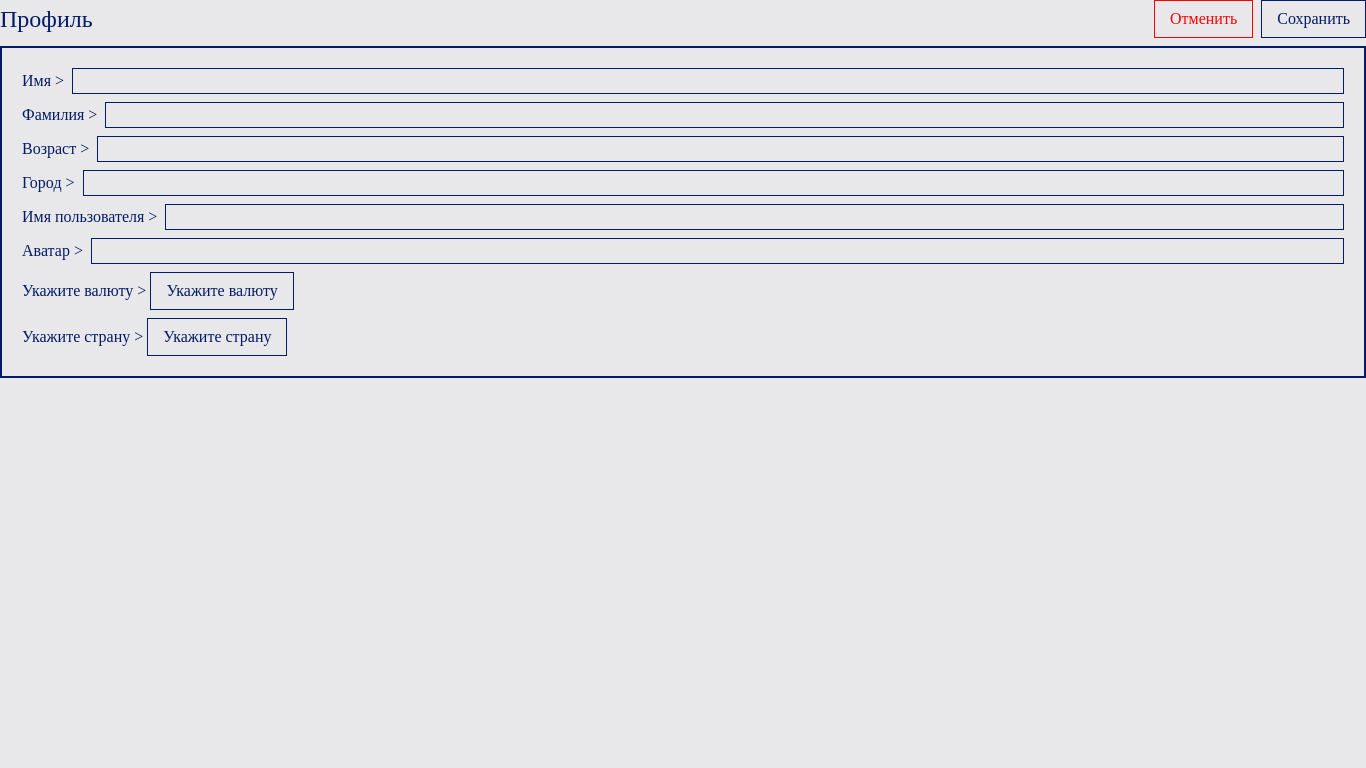 Профиль Отменить Сохранить
Имя >
Фамилия >
Возраст >
Город >
Имя пользователя >
Аватар >
Укажите валюту > Укажите валюту
Укажите страну > Укажите страну